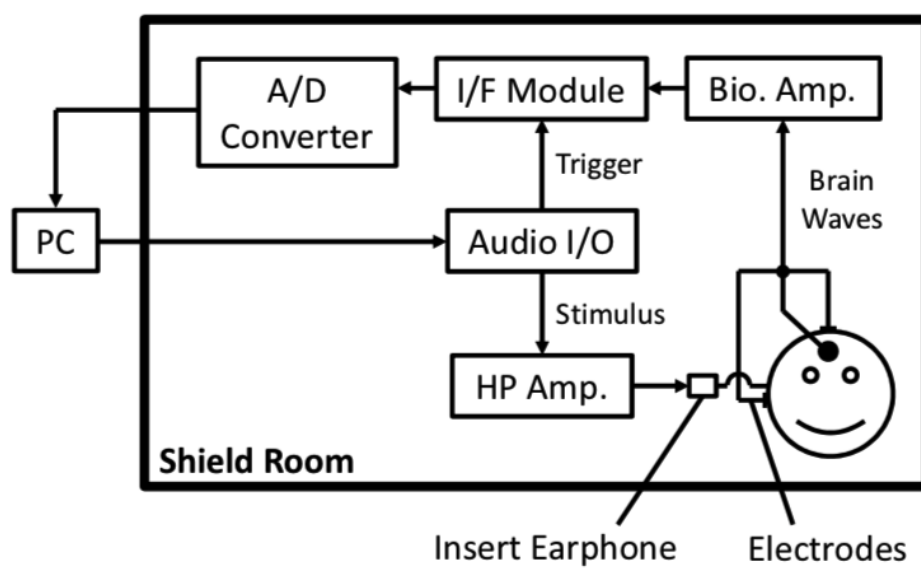 A/D
Converter
I/F Module
Bio. Amp.
Trigger
Brain
Waves
PC
Audio I/O
Stimulus
HP Amp.
Shield Room
Insert Earphone
Electrodes